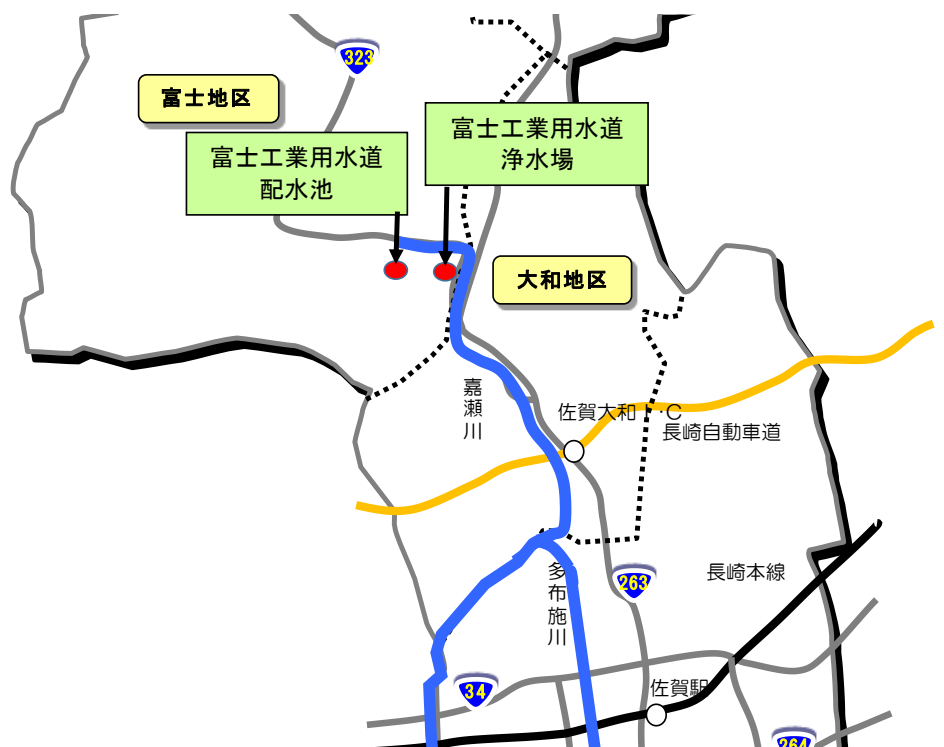 323
富士地区
富士工業用水道
浄水場
富士工業用水道
配水池
大和地区
嘉瀬川
佐賀大和I・C
長崎自動車道
多布施川
263
長崎本線
34
佐賀駅
264